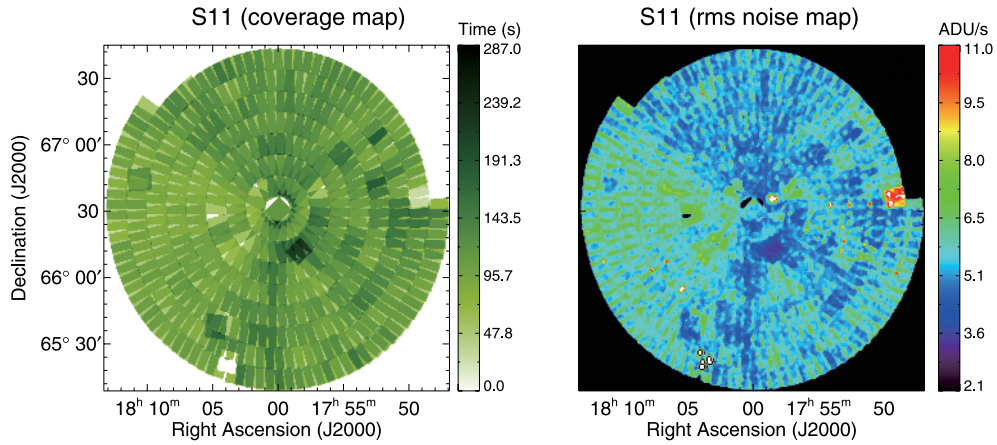 S11 (coverage map)
Time (s)
287.0
239.2
191.3
143.5
95.7
47.8
0.0
Declination (J2000)
30
67° 00′
30
66° 00′
65° 30′
18ʰ 10ᵐ 05 00 17ʰ 55ᵐ 50
Right Ascension (J2000)
S11 (rms noise map)
ADU/s
11.0
9.5
8.0
6.5
5.1
3.6
2.1
18ʰ 10ᵐ 05 00 17ʰ 55ᵐ 50
Right Ascension (J2000)